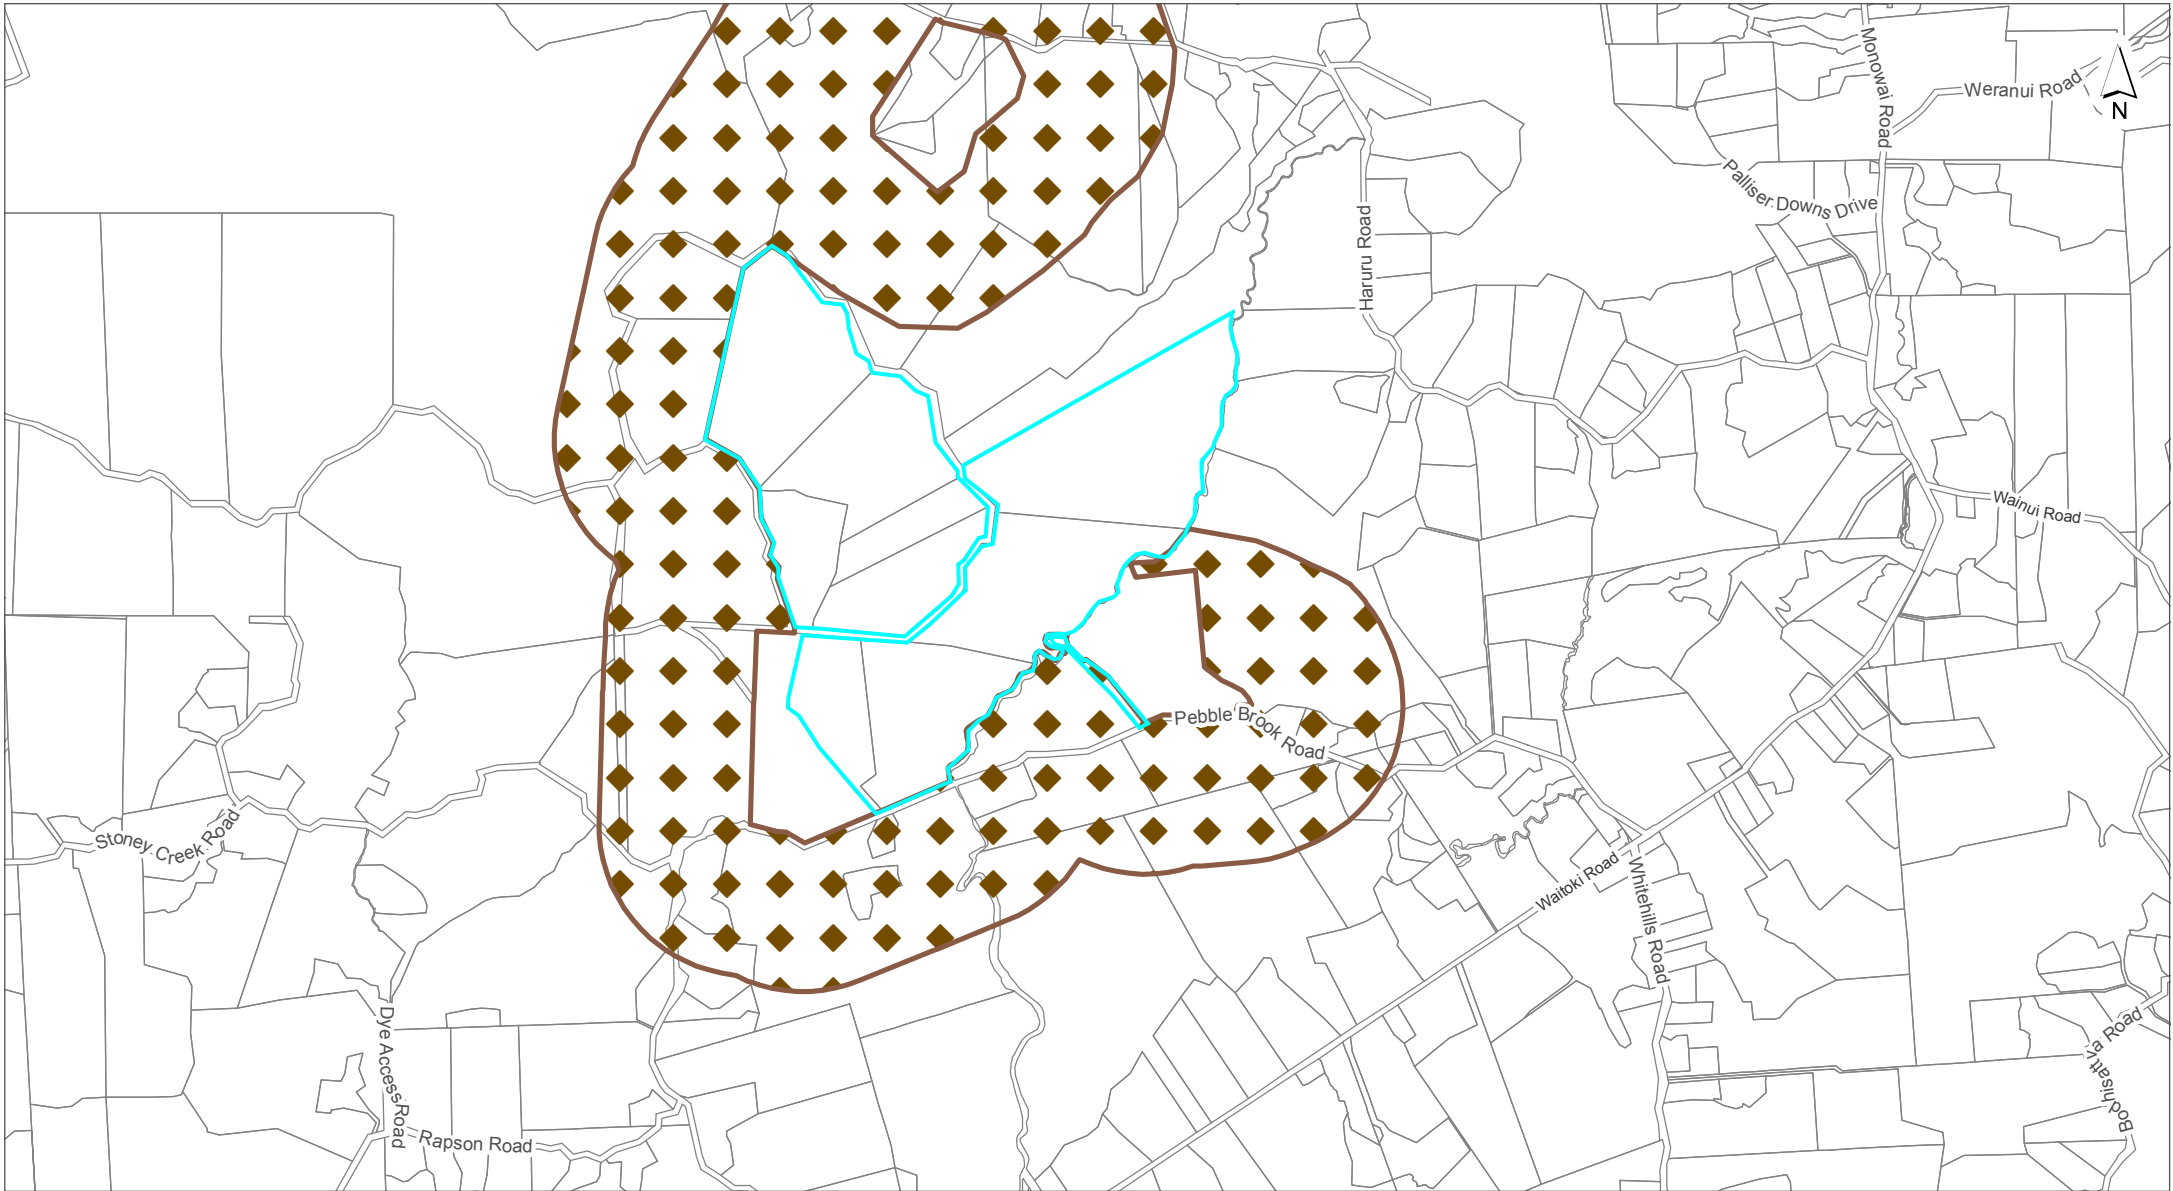 Monowai Road
Weranui Road
N
Palliser Downs Drive
Haruru Road
Wainui Road
Pebble Brook Road
Stoney Creek Road
Waitoki Road
Whitehills Road
Dye Access Road
Rapson Road
Bodhisattva Road